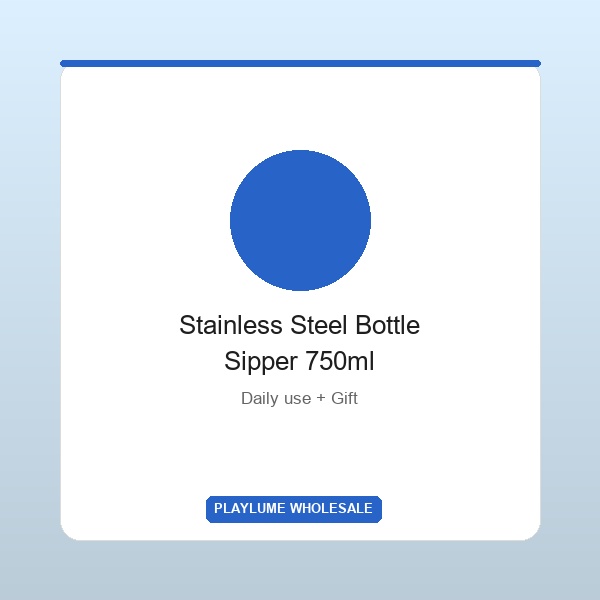 Stainless Steel Bottle
Sipper 750ml
Daily use + Gift
PLAYLUME WHOLESALE